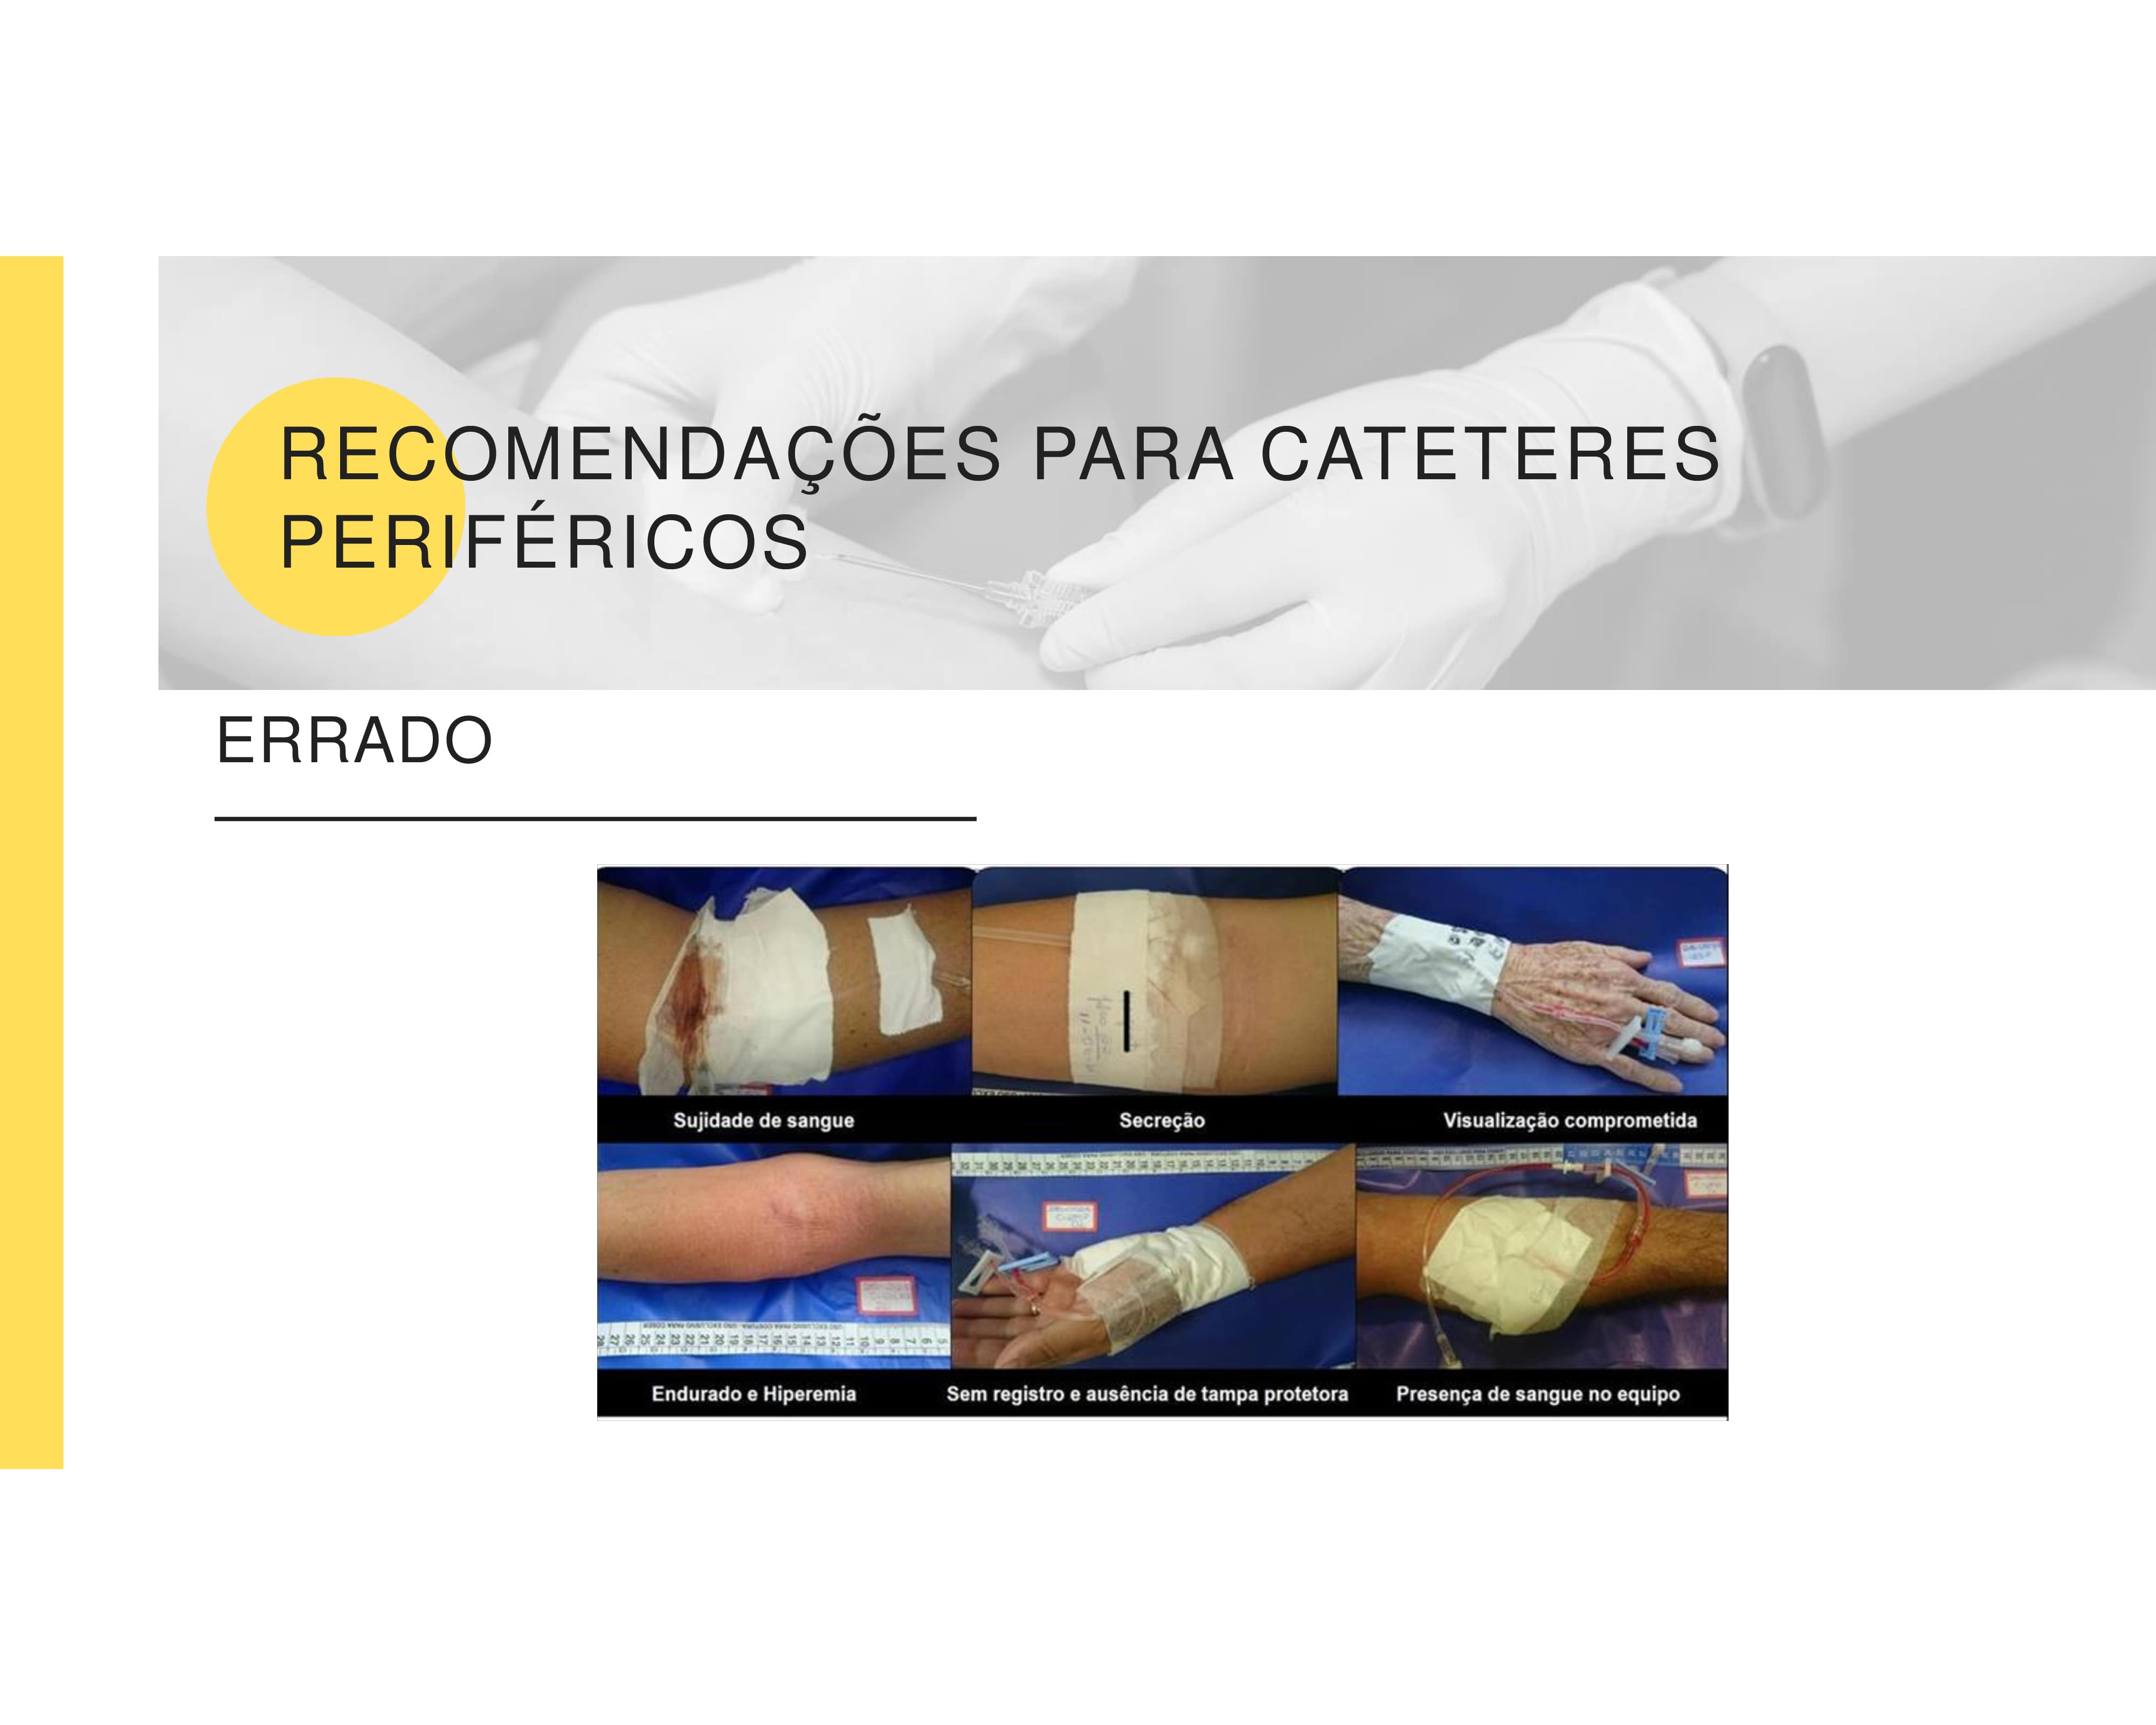 RECOMENDAÇÕES PARA CATETERES
PERIFÉRICOS
ERRADO
Sujidade de sangue
Secreção
Visualização comprometida
Endurado e Hiperemia
Sem registro e ausência de tampa protetora
Presença de sangue no equipo